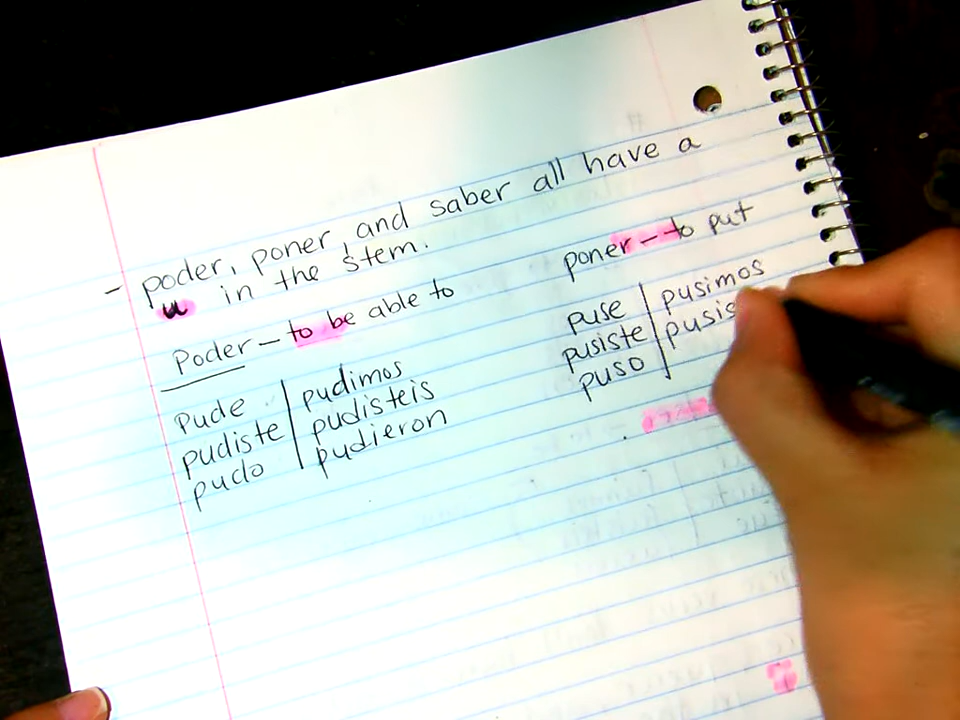 - poder, poner and saber all have a
u in the stem.
Poder - to be able to
pude | pudimos
pudiste | pudisteis
pudo | pudieron
poner - to put
puse | pusimos
pusiste | pusis
puso |